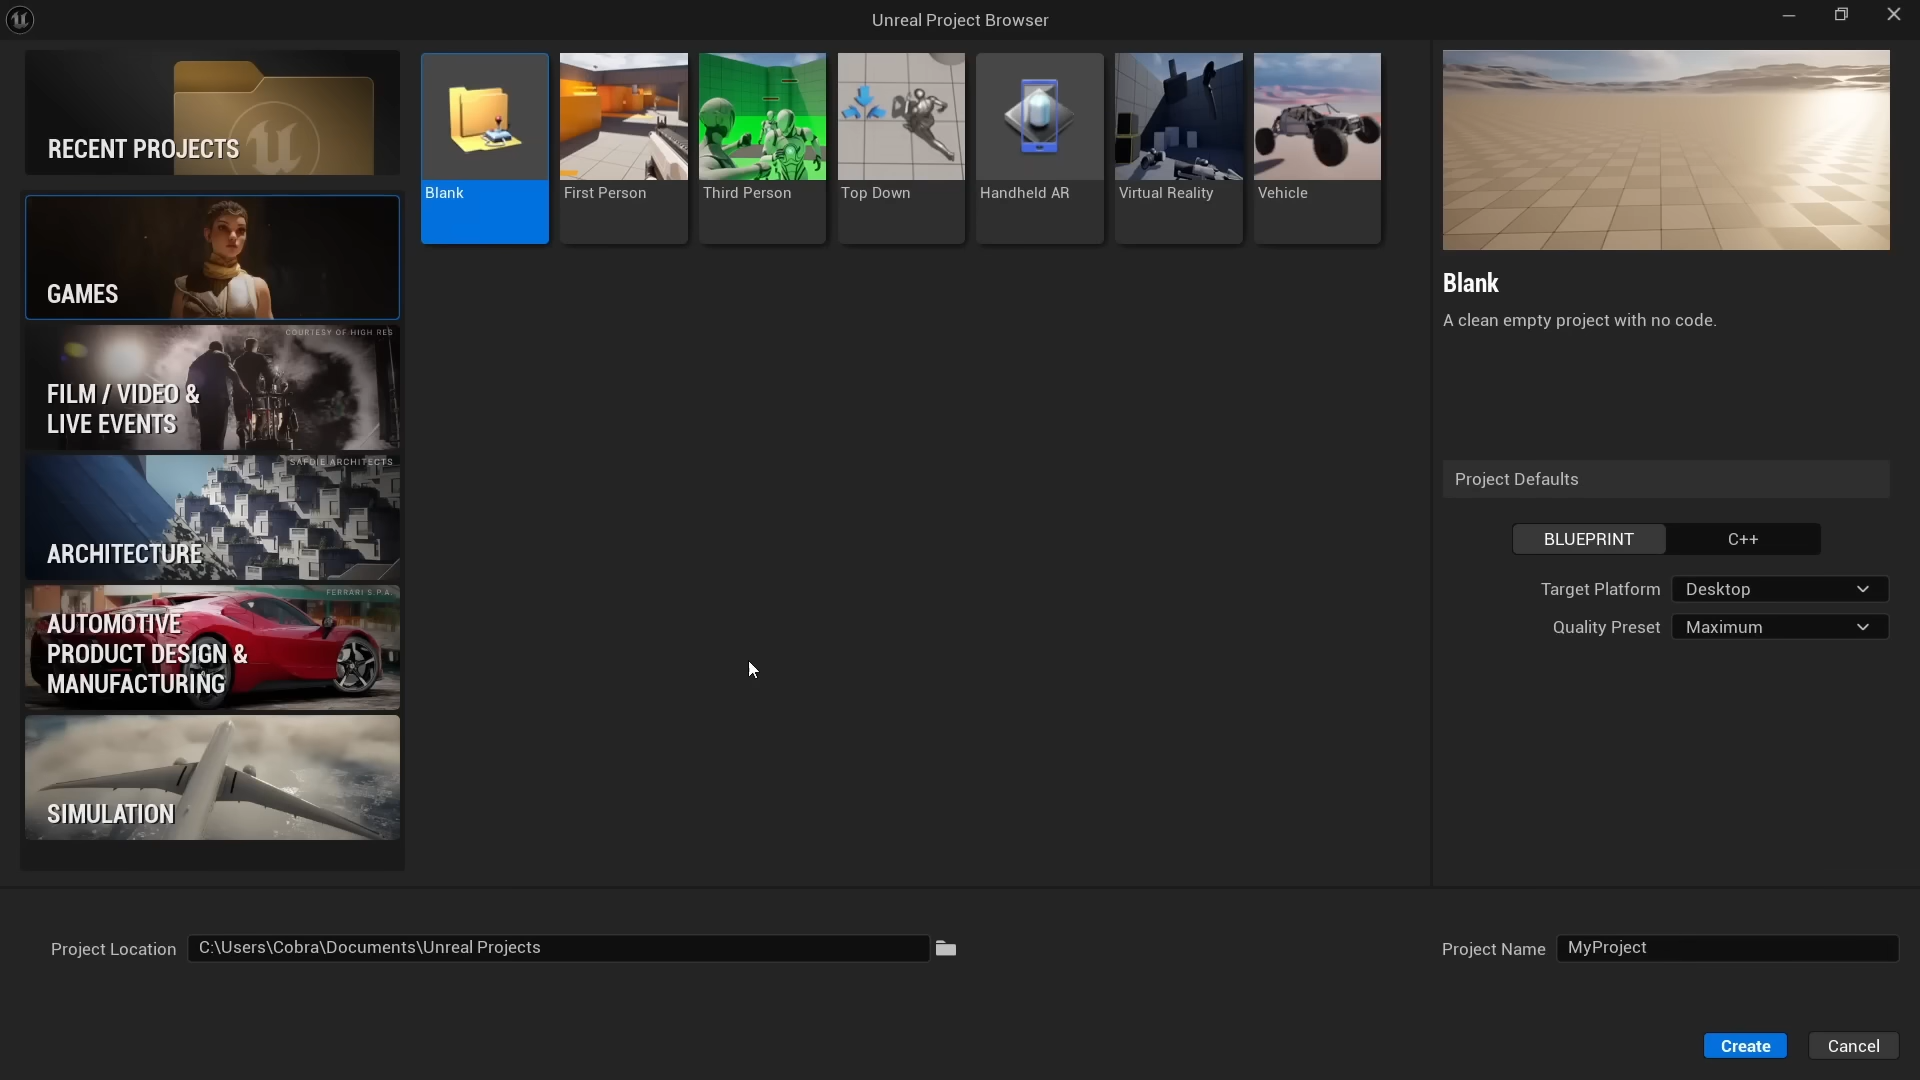 Unreal Project Browser
RECENT PROJECTS
GAMES
COURTESY OF HIGH RES
FILM / VIDEO &
LIVE EVENTS
SAFDIE ARCHITECTS
ARCHITECTURE
FERRARI S.P.A.
AUTOMOTIVE
PRODUCT DESIGN &
MANUFACTURING
SIMULATION
Blank
First Person
Third Person
Top Down
Handheld AR
Virtual Reality
Vehicle
Blank
A clean empty project with no code.
Project Defaults
BLUEPRINT C++
Target Platform Desktop
Quality Preset Maximum
Project Location C:\Users\Cobra\Documents\Unreal Projects
Project Name MyProject
Create Cancel